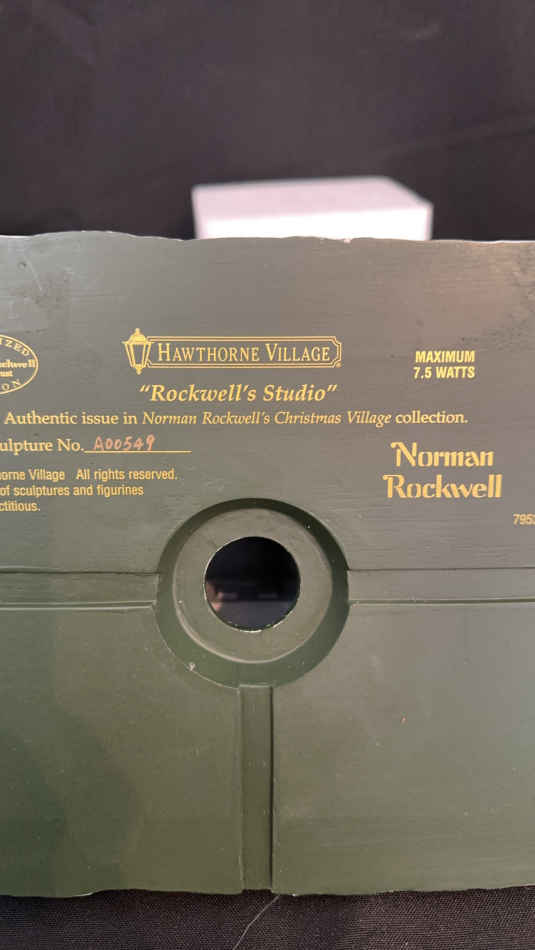 HAWTHORNE VILLAGE
MAXIMUM
7.5 WATTS
"Rockwell's Studio"
Authentic issue in Norman Rockwell's Christmas Village collection.
ulpture No. A00549
orne Village All rights reserved.
of sculptures and figurines
ctitious.
Norman
Rockwell
795